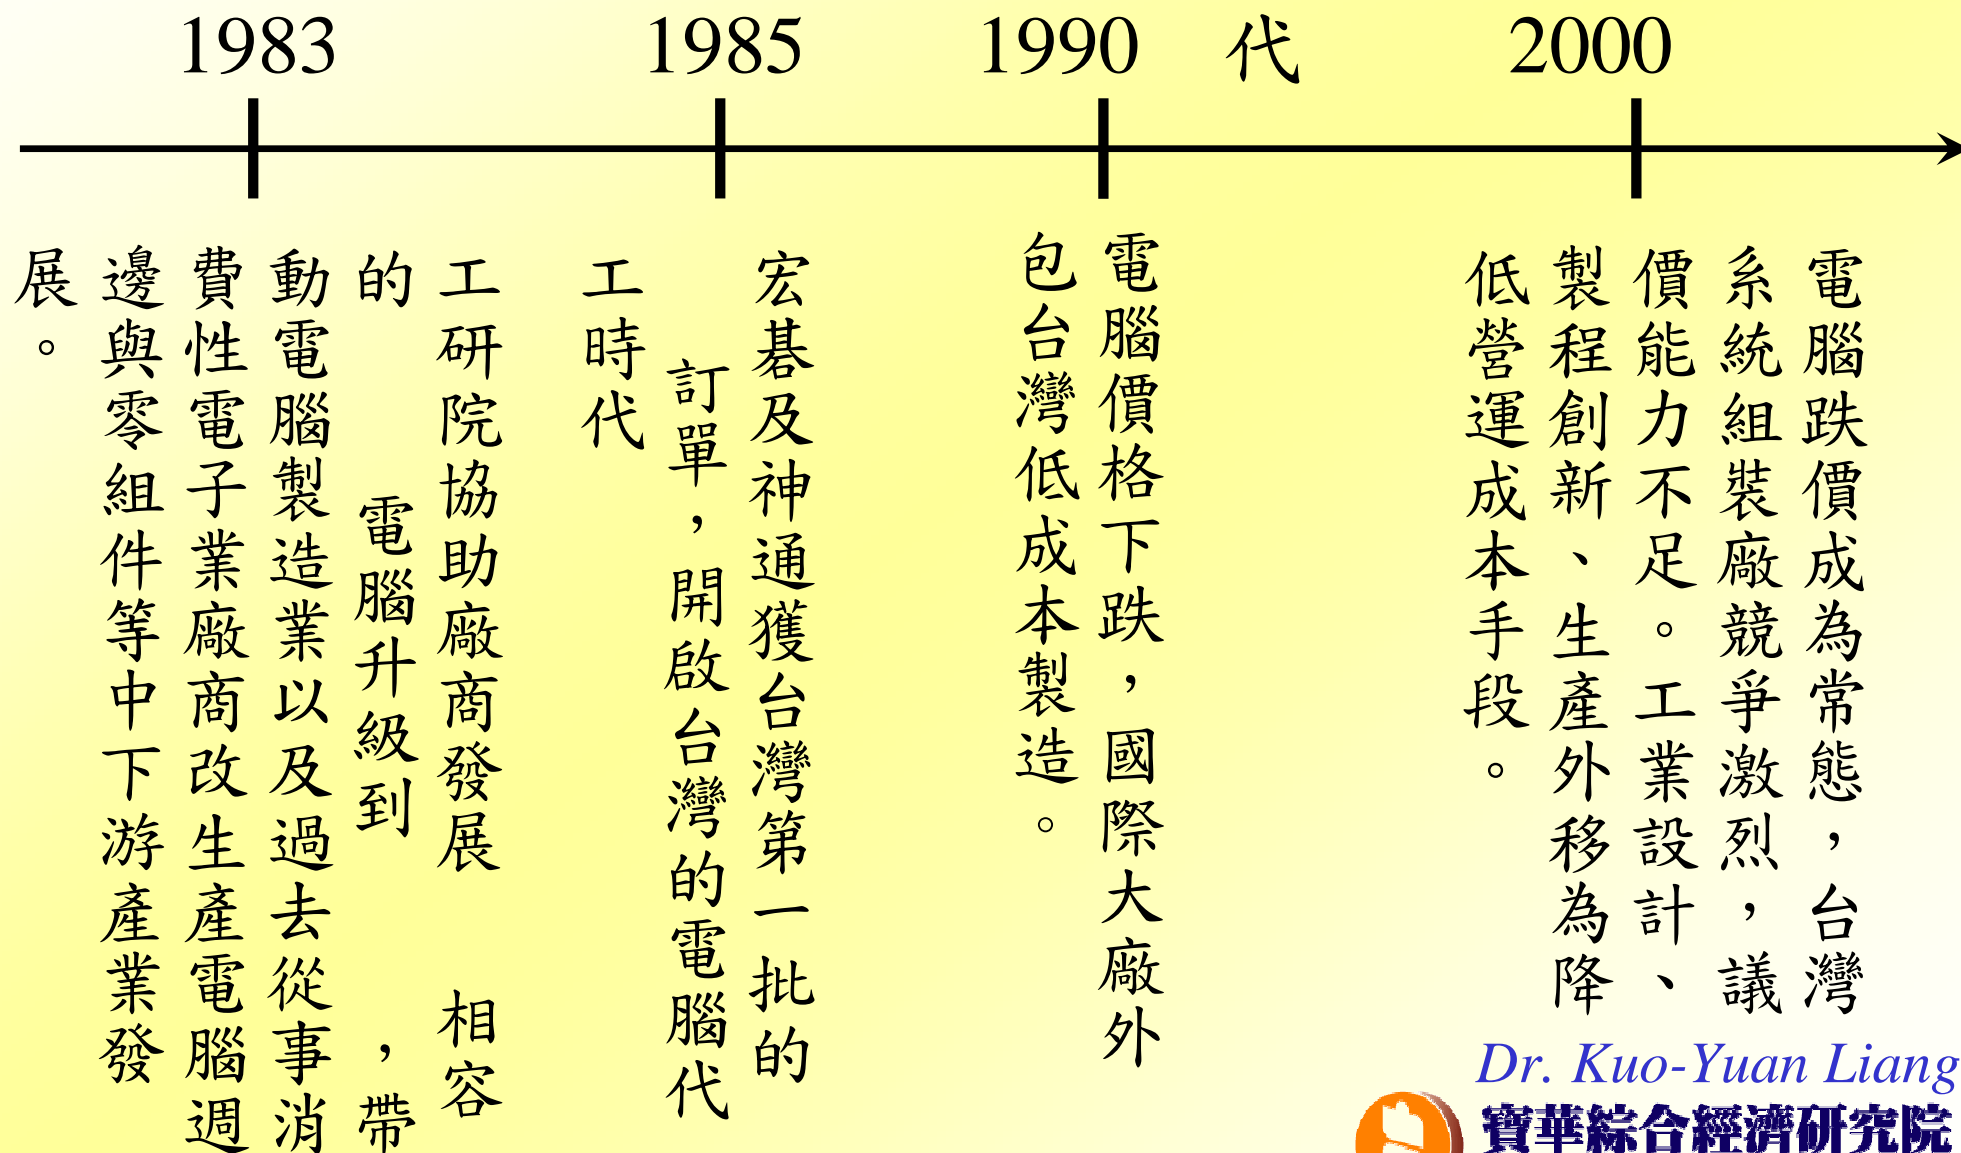 1983
1985
1990 代
2000
工研院協助廠商發展 相容
的 電腦升級到 ，帶
動電腦製造業以及過去從事消
費性電子業廠商改生產電腦週
邊與零組件等中下游產業發
展。
宏碁及神通獲台灣第一批的
訂單，開啟台灣的電腦代
工時代
電腦價格下跌，國際大廠外
包台灣低成本製造。
電腦跌價成為常態，台灣
系統組裝廠競爭激烈，議
價能力不足。工業設計、
製程創新、生產外移為降
低營運成本手段。
Dr. Kuo-Yuan Liang
寶華綜合經濟研究院